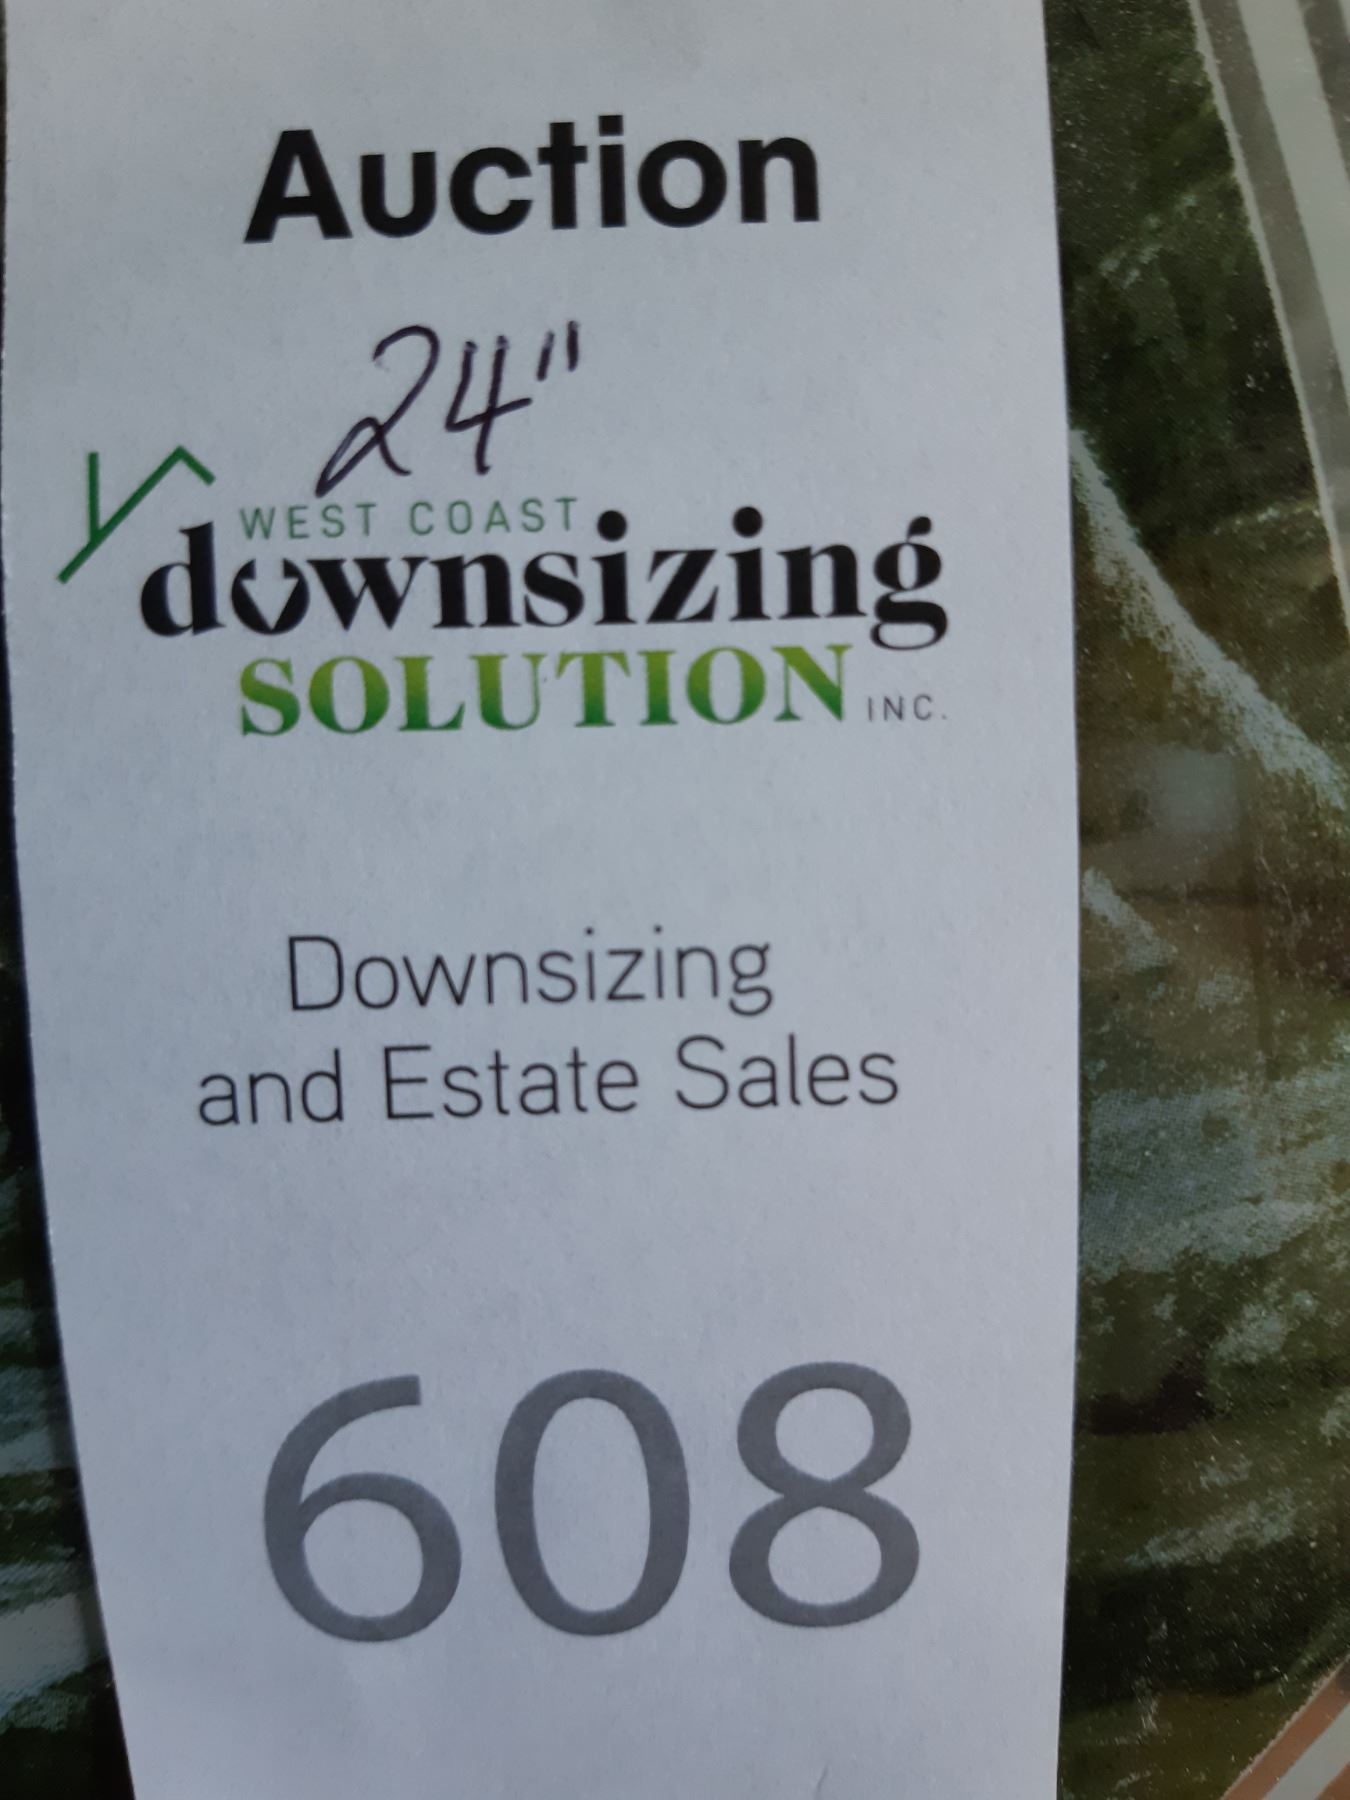 Auction
24"
WEST COAST
downsizing
SOLUTION INC.
Downsizing
and Estate Sales
608